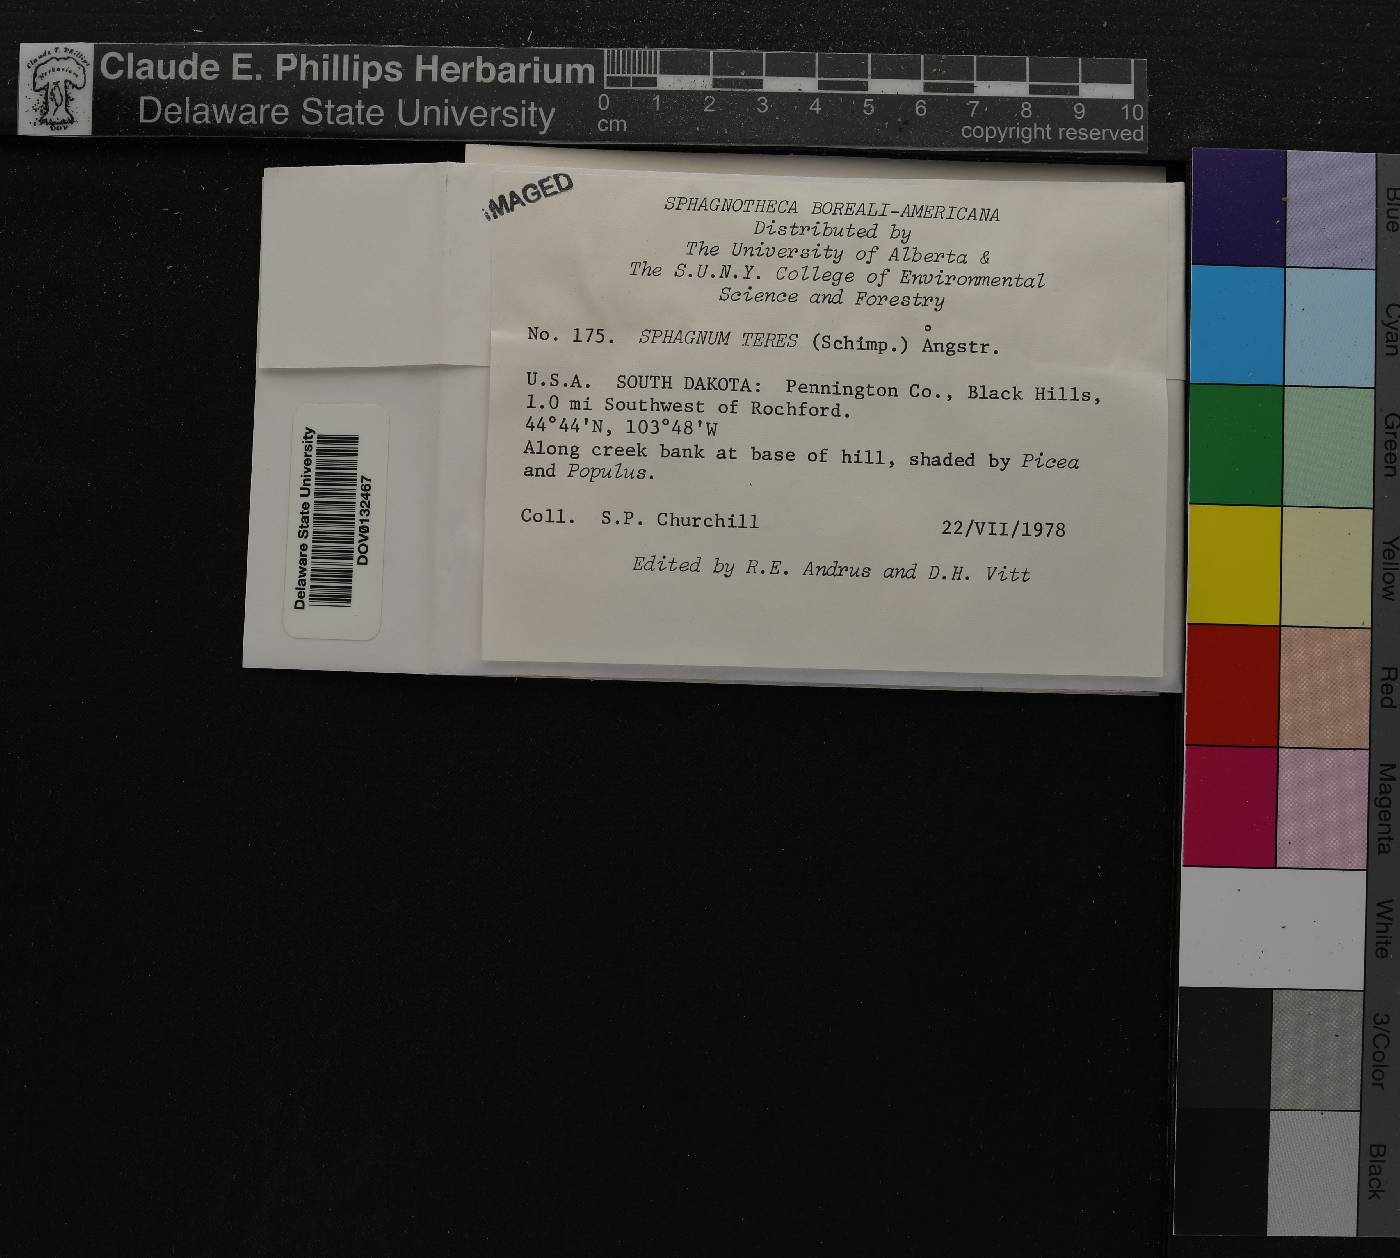 Claude E. Phillips Herbarium
Delaware State University
0 1 2 3 4 5 6 7 8 9 10
cm
copyright reserved
IMAGED
SPHAGNOTHECA BOREALI-AMERICANA
Distributed by
The University of Alberta &
The S.U.N.Y. College of Environmental
Science and Forestry
No. 175. SPHAGNUM TERES (Schimp.) Ångstr.
U.S.A. SOUTH DAKOTA: Pennington Co., Black Hills,
1.0 mi Southwest of Rochford.
44°44'N, 103°48'W
Along creek bank at base of hill, shaded by Picea
and Populus.
Coll. S.P. Churchill 22/VII/1978
Edited by R.E. Andrus and D.H. Vitt
Delaware State University
DOV0132467
Blue
Cyan
Green
Yellow
Red
Magenta
White
3/Color
Black